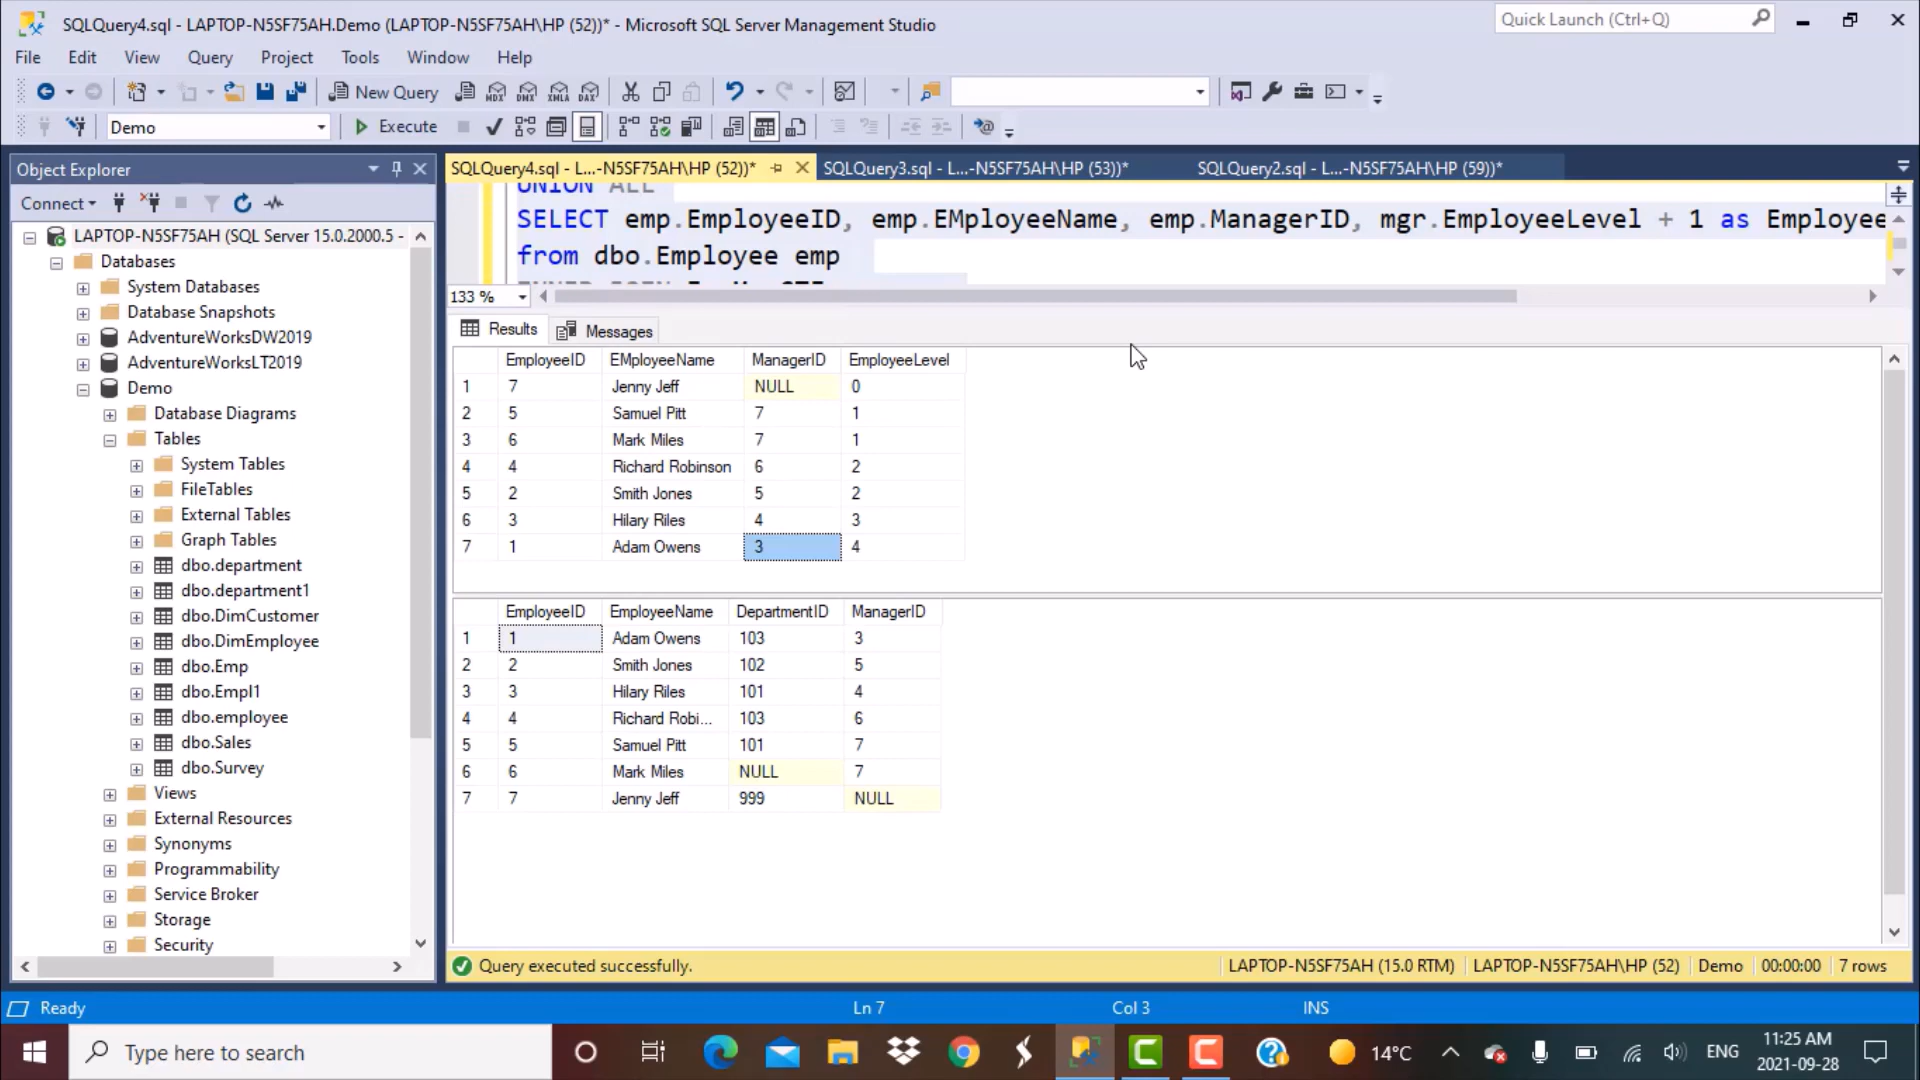 SQLQuery4.sql - LAPTOP-N5SF75AH.Demo (LAPTOP-N5SF75AH\HP (52))* - Microsoft SQL Server Management Studio
Quick Launch (Ctrl+Q)
File Edit View Query Project Tools Window Help
New Query
MDX DMX XMLA DAX
Demo
Execute
Object Explorer
SQLQuery4.sql - L...-N5SF75AH\HP (52))*
SQLQuery3.sql - L...-N5SF75AH\HP (53))*
SQLQuery2.sql - L...-N5SF75AH\HP (59))*
Connect
LAPTOP-N5SF75AH (SQL Server 15.0.2000.5 -
Databases
System Databases
Database Snapshots
AdventureWorksDW2019
AdventureWorksLT2019
Demo
Database Diagrams
Tables
System Tables
FileTables
External Tables
Graph Tables
dbo.department
dbo.department1
dbo.DimCustomer
dbo.DimEmployee
dbo.Emp
dbo.Empl1
dbo.employee
dbo.Sales
dbo.Survey
Views
External Resources
Synonyms
Programmability
Service Broker
Storage
Security
UNION ALL
SELECT emp.EmployeeID, emp.EMployeeName, emp.ManagerID, mgr.EmployeeLevel + 1 as Employee
from dbo.Employee emp
133 %
Results Messages
EmployeeID EMployeeName ManagerID EmployeeLevel
1 7 Jenny Jeff NULL 0
2 5 Samuel Pitt 7 1
3 6 Mark Miles 7 1
4 4 Richard Robinson 6 2
5 2 Smith Jones 5 2
6 3 Hilary Riles 4 3
7 1 Adam Owens 3 4
EmployeeID EmployeeName DepartmentID ManagerID
1 1 Adam Owens 103 3
2 2 Smith Jones 102 5
3 3 Hilary Riles 101 4
4 4 Richard Robi... 103 6
5 5 Samuel Pitt 101 7
6 6 Mark Miles NULL 7
7 7 Jenny Jeff 999 NULL
Query executed successfully.
LAPTOP-N5SF75AH (15.0 RTM) LAPTOP-N5SF75AH\HP (52) Demo 00:00:00 7 rows
Ready Ln 7 Col 3 INS
Type here to search
14°C
ENG
11:25 AM
2021-09-28